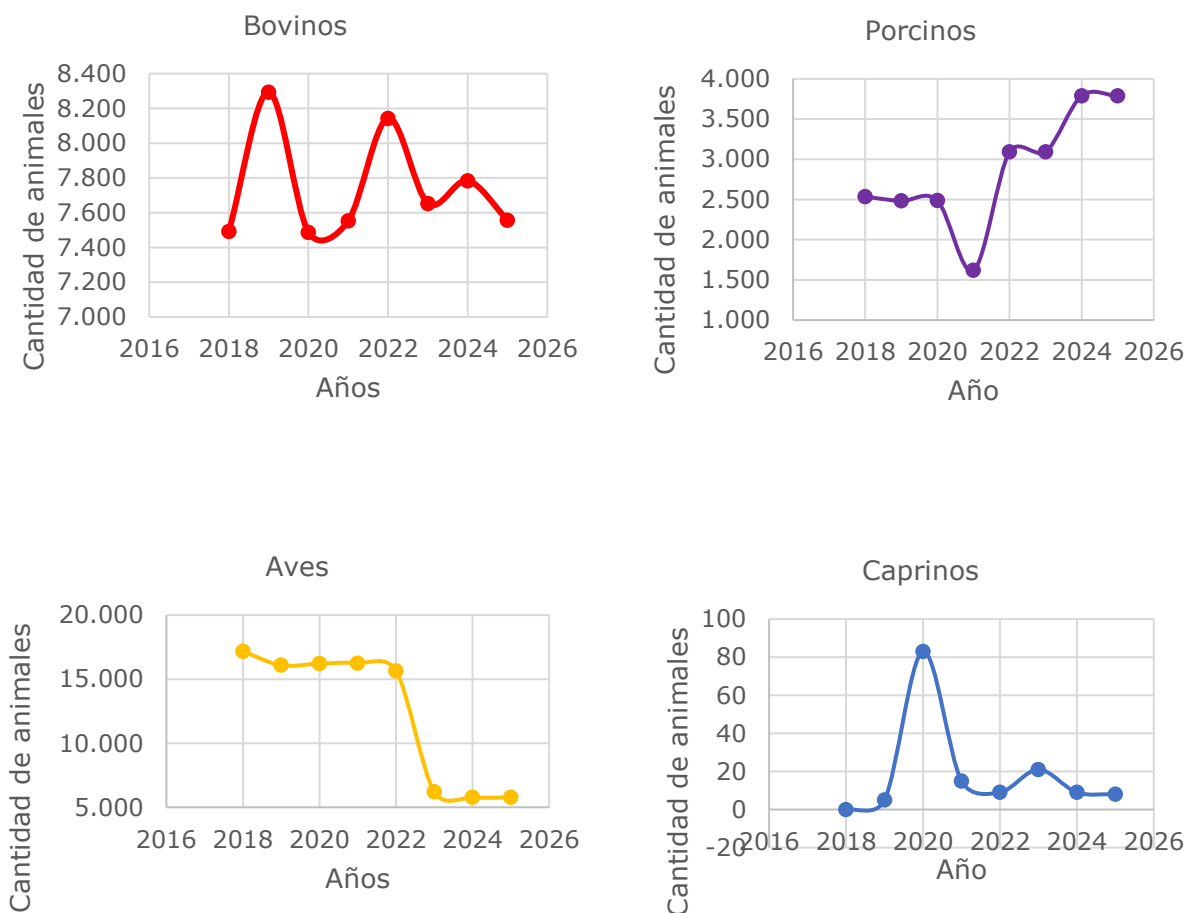 Bovinos
Cantidad de animales
8.400
8.200
8.000
7.800
7.600
7.400
7.200
7.000
2016 2018 2020 2022 2024 2026
Años
Porcinos
Cantidad de animales
4.000
3.500
3.000
2.500
2.000
1.500
1.000
2016 2018 2020 2022 2024 2026
Año
Aves
Cantidad de animales
20.000
15.000
10.000
5.000
2016 2018 2020 2022 2024 2026
Años
Caprinos
Cantidad de animales
100
80
60
40
20
0
-20
2016 2018 2020 2022 2024 2026
Año